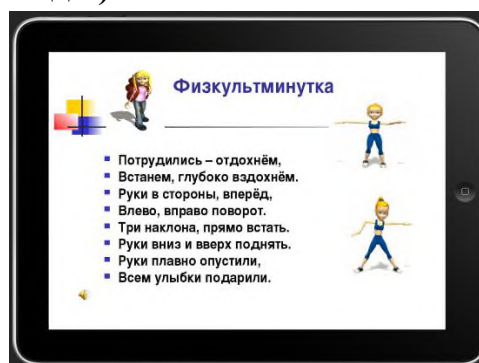 Физкультминутка
Потрудились – отдохнём,
Встанем, глубоко вздохнём.
Руки в стороны, вперёд,
Влево, вправо поворот.
Три наклона, прямо встать.
Руки вниз и вверх поднять.
Руки плавно опустили,
Всем улыбки подарили.